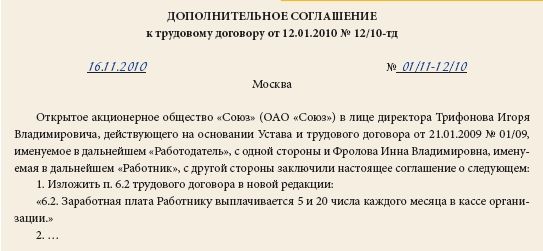 ДОПОЛНИТЕЛЬНОЕ СОГЛАШЕНИЕ
к трудовому договору от 12.01.2010 № 12/10-тд
16.11.2010 № 01/11-12/10
Москва
Открытое акционерное общество «Союз» (ОАО «Союз») в лице директора Трифонова Игоря
Владимировича, действующего на основании Устава и трудового договора от 21.01.2009 № 01/09,
именуемое в дальнейшем «Работодатель», с одной стороны и Фролова Инна Владимировна, имену-
емая в дальнейшем «Работник», с другой стороны заключили настоящее соглашение о следующем:
1. Изложить п. 6.2 трудового договора в новой редакции:
«6.2. Заработная плата Работнику выплачивается 5 и 20 числа каждого месяца в кассе органи-
зации.»
2. …